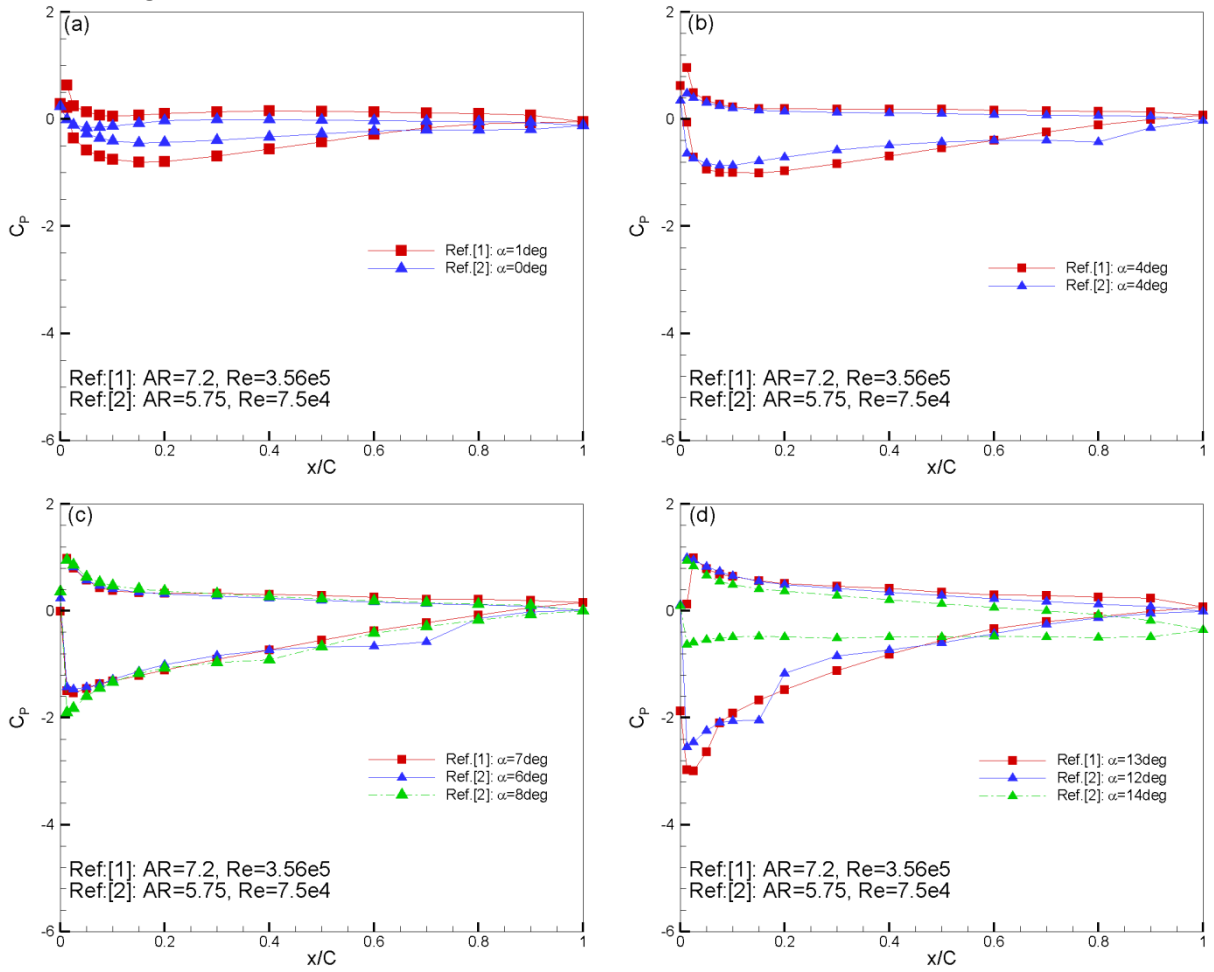 (a)
2
0
-2
-4
-6
CP
Ref.[1]: α=1deg
Ref.[2]: α=0deg
Ref:[1]: AR=7.2, Re=3.56e5
Ref:[2]: AR=5.75, Re=7.5e4
0 0.2 0.4 0.6 0.8 1
x/C
(b)
2
0
-2
-4
-6
CP
Ref.[1]: α=4deg
Ref.[2]: α=4deg
Ref:[1]: AR=7.2, Re=3.56e5
Ref:[2]: AR=5.75, Re=7.5e4
0 0.2 0.4 0.6 0.8 1
x/C
(c)
2
0
-2
-4
-6
CP
Ref.[1]: α=7deg
Ref.[2]: α=6deg
Ref.[2]: α=8deg
Ref:[1]: AR=7.2, Re=3.56e5
Ref:[2]: AR=5.75, Re=7.5e4
0 0.2 0.4 0.6 0.8 1
x/C
(d)
2
0
-2
-4
-6
CP
Ref.[1]: α=13deg
Ref.[2]: α=12deg
Ref.[2]: α=14deg
Ref:[1]: AR=7.2, Re=3.56e5
Ref:[2]: AR=5.75, Re=7.5e4
0 0.2 0.4 0.6 0.8 1
x/C